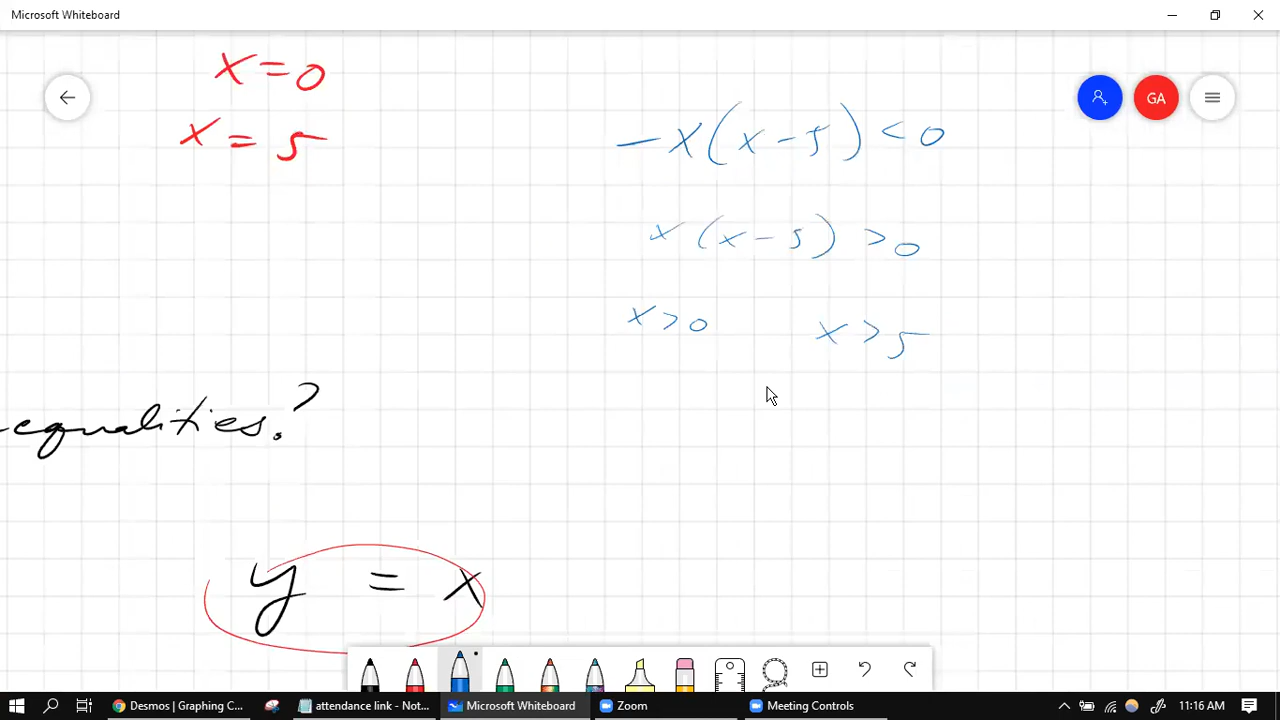 Microsoft Whiteboard
x = 0
x = 5
GA
-x(x-5) < 0
x(x-5) > 0
x > 0 x > 5
equalities.?
y = x
Desmos | Graphing C...
attendance link - Not...
Microsoft Whiteboard
Zoom
Meeting Controls
11:16 AM